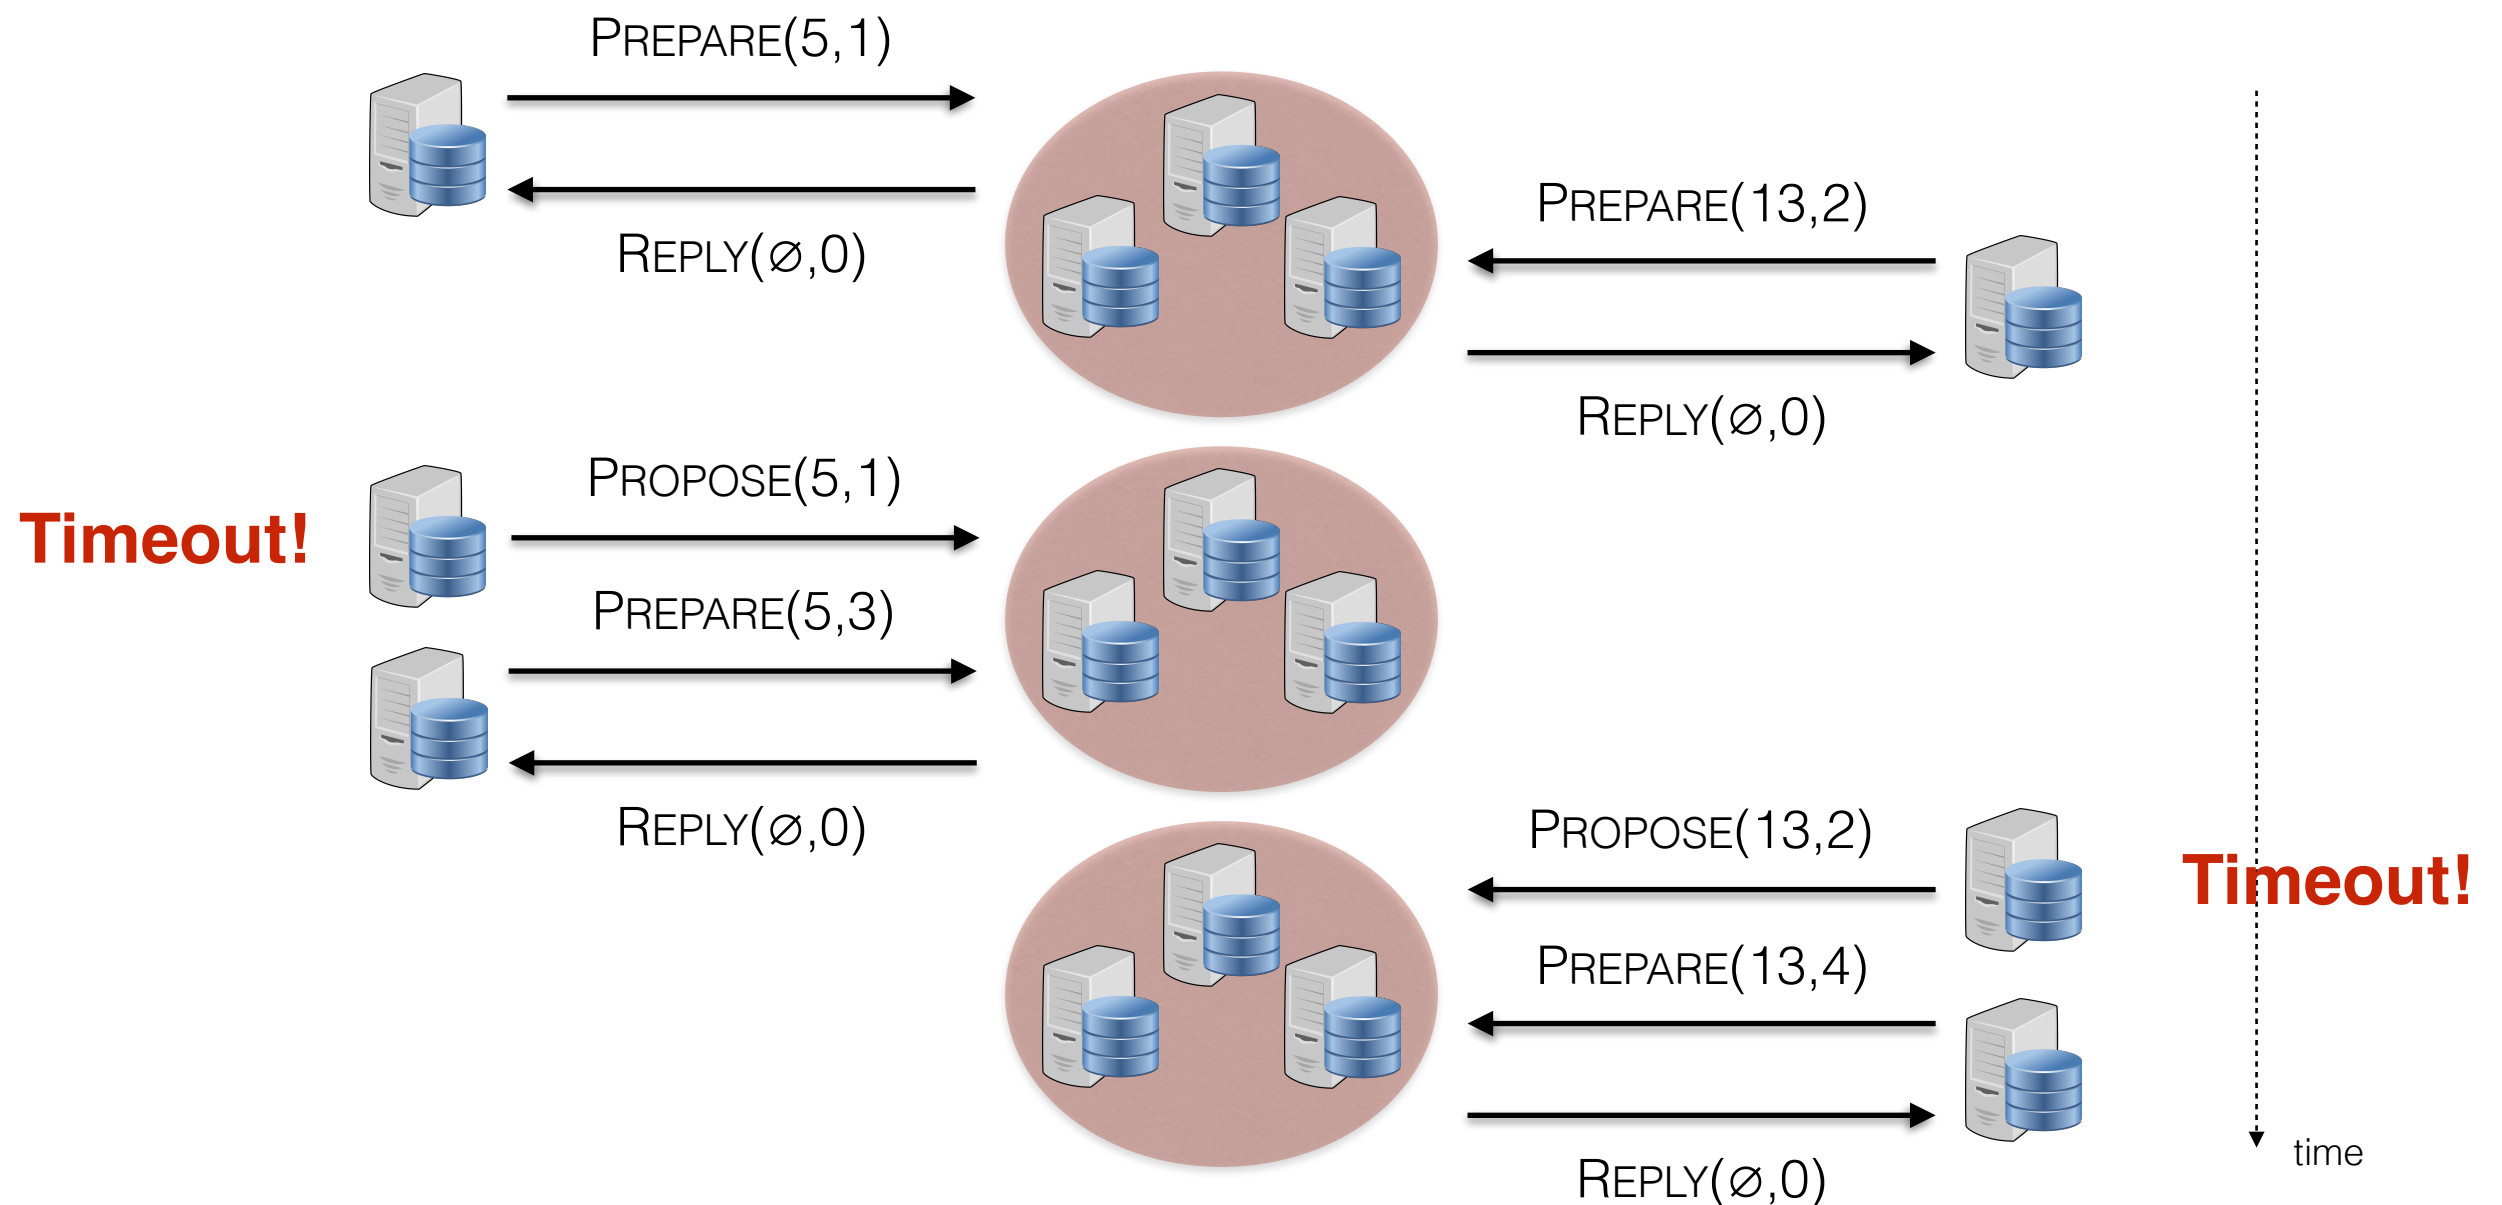 PREPARE(5,1)
REPLY(∅,0)
PREPARE(13,2)
REPLY(∅,0)
PROPOSE(5,1)
Timeout!
PREPARE(5,3)
REPLY(∅,0)
PROPOSE(13,2)
Timeout!
PREPARE(13,4)
REPLY(∅,0)
time